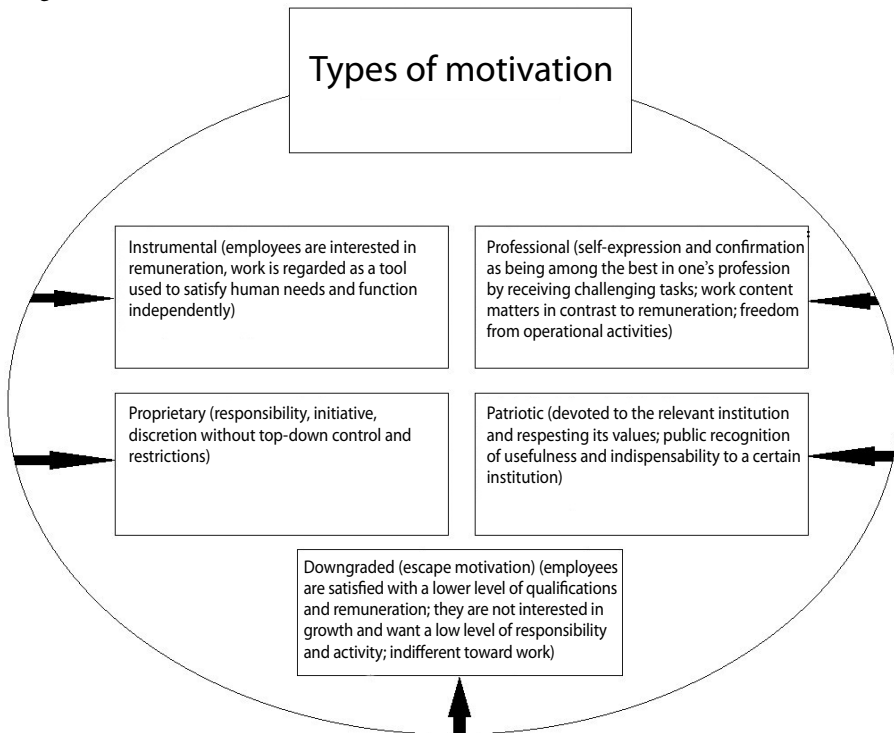 Types of motivation
Instrumental (employees are interested in
remuneration, work is regarded as a tool
used to satisfy human needs and function
independently)
Professional (self-expression and confirmation
as being among the best in one's profession
by receiving challenging tasks; work content
matters in contrast to remuneration; freedom
from operational activities)
Proprietary (responsibility, initiative,
discretion without top-down control and
restrictions)
Patriotic (devoted to the relevant institution
and respesting its values; public recognition
of usefulness and indispensability to a certain
institution)
Downgraded (escape motivation) (employees
are satisfied with a lower level of qualifications
and remuneration; they are not interested in
growth and want a low level of responsibility
and activity; indifferent toward work)